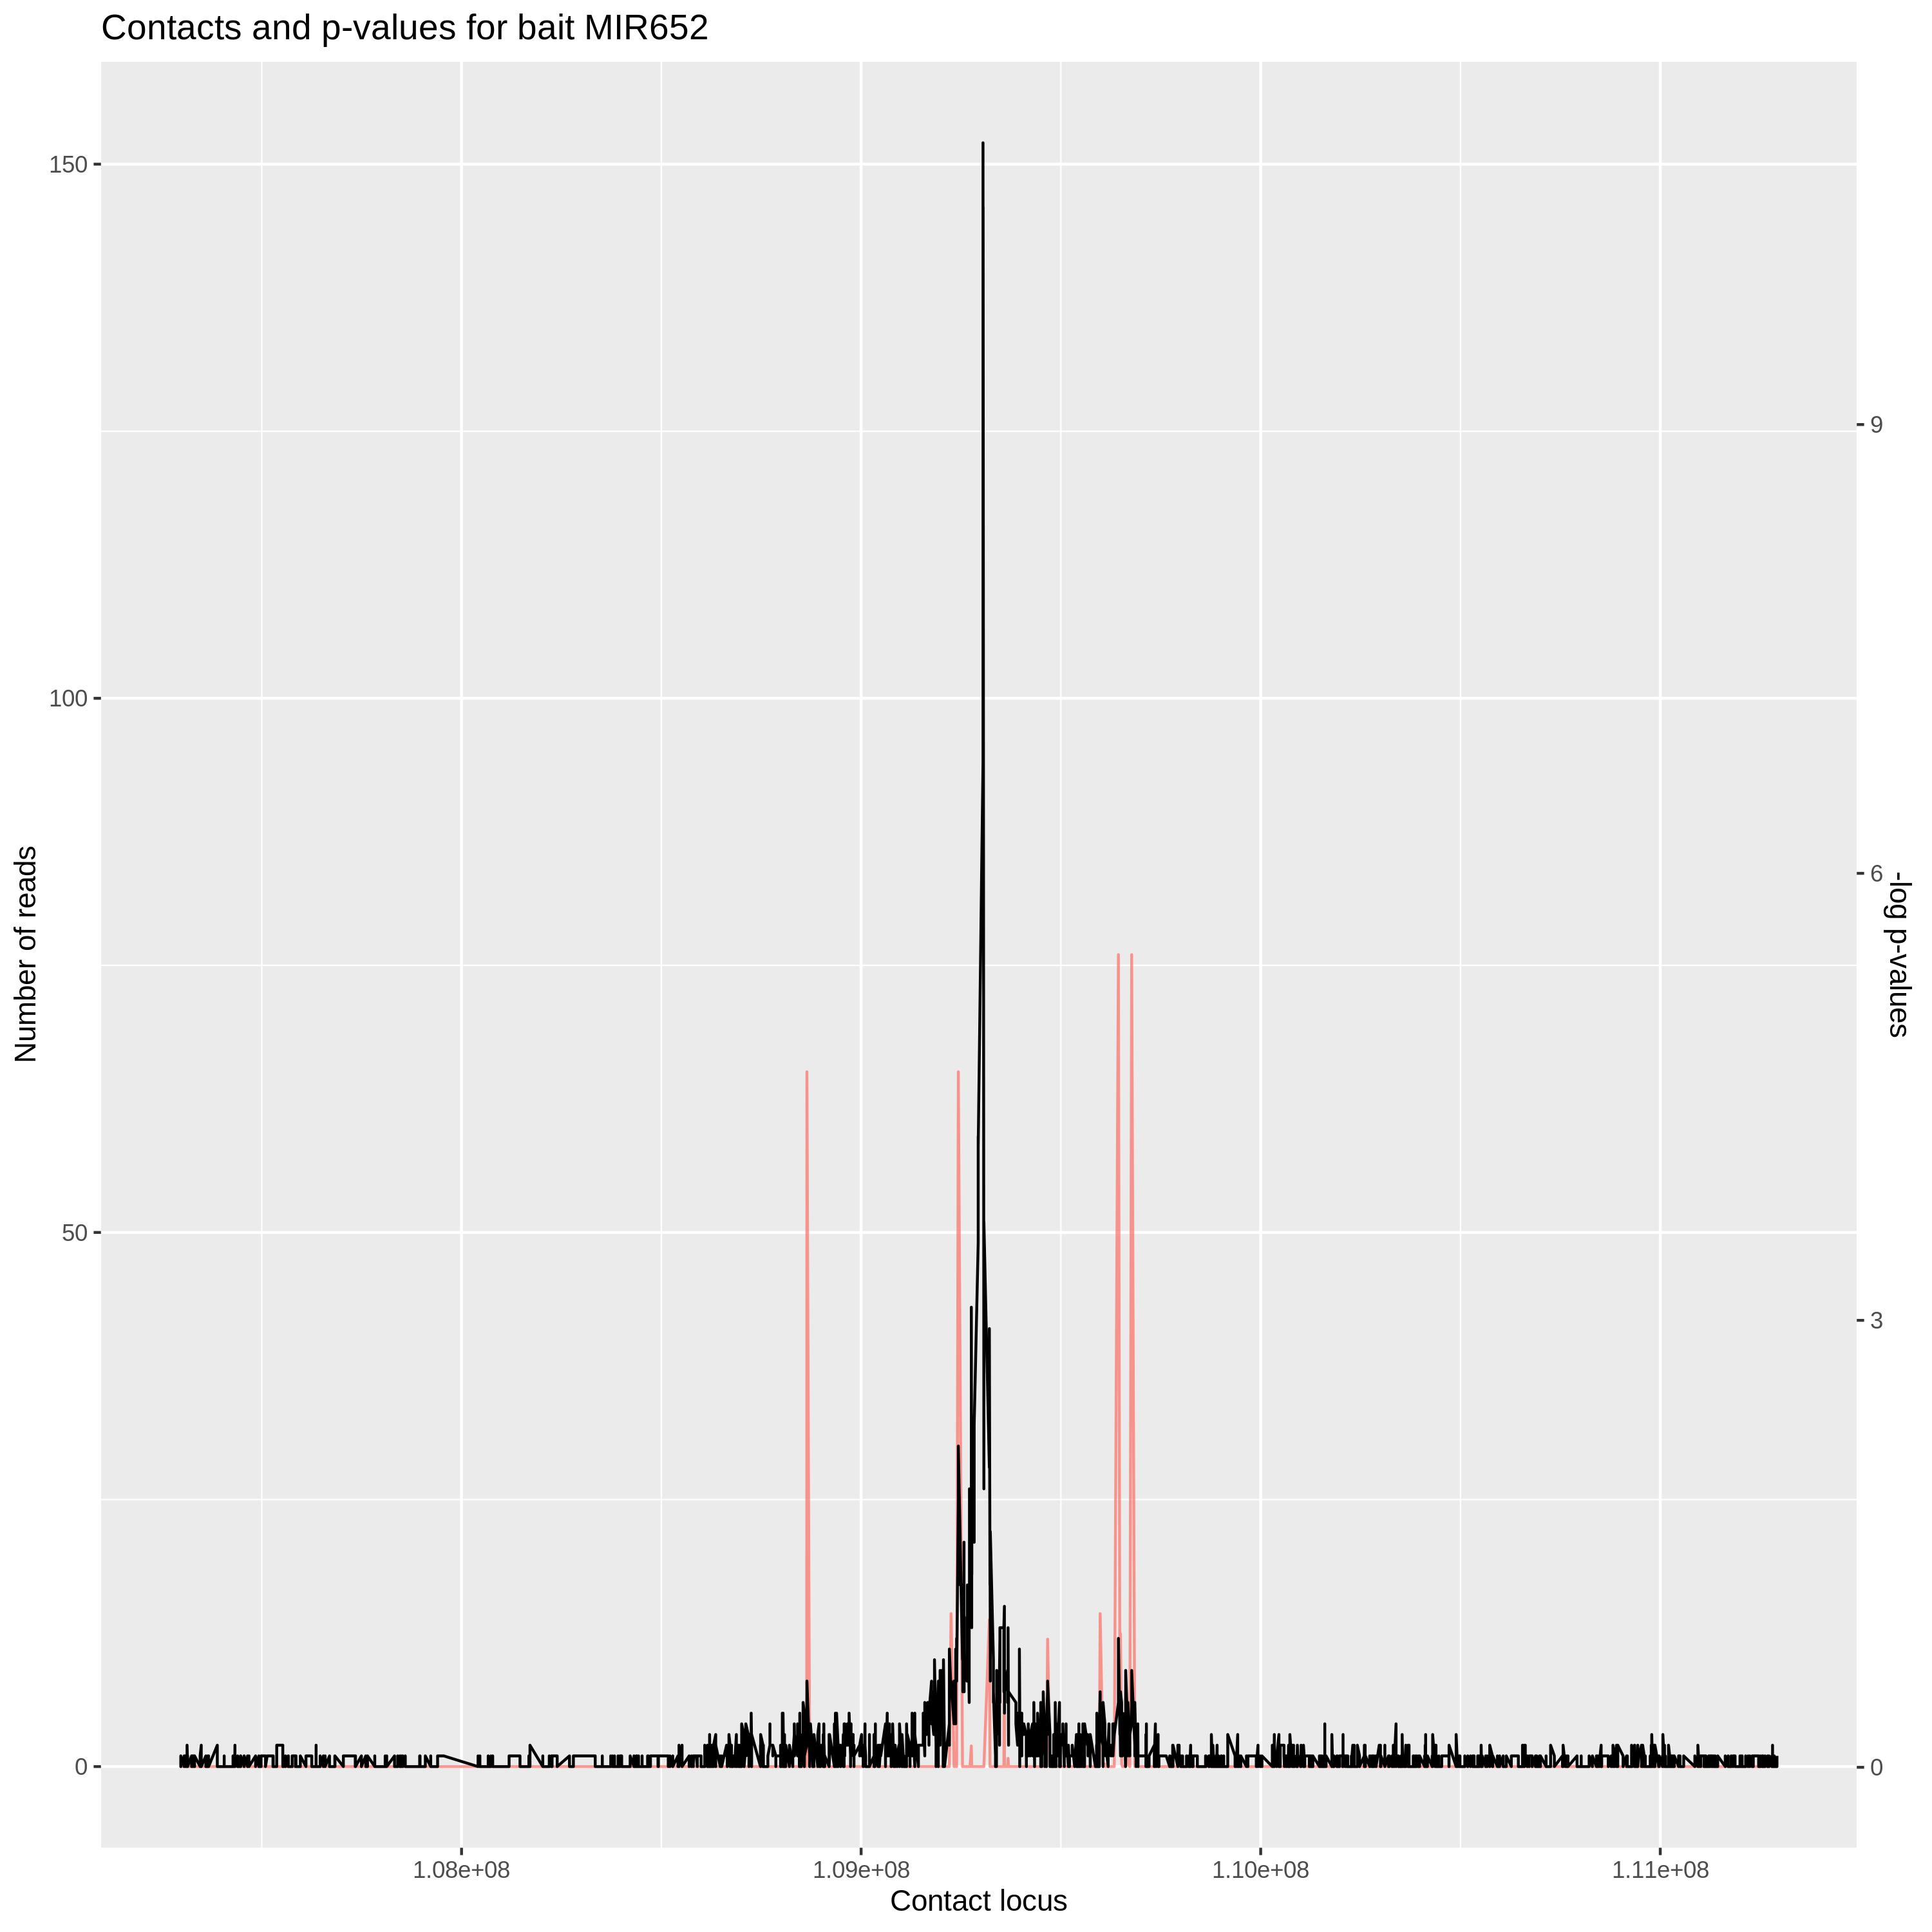 Contacts and p-values for bait MIR652
150
100
50
0
Number of reads
9
6
3
0
-log p-values
1.08e+08
1.09e+08
1.10e+08
1.11e+08
Contact locus